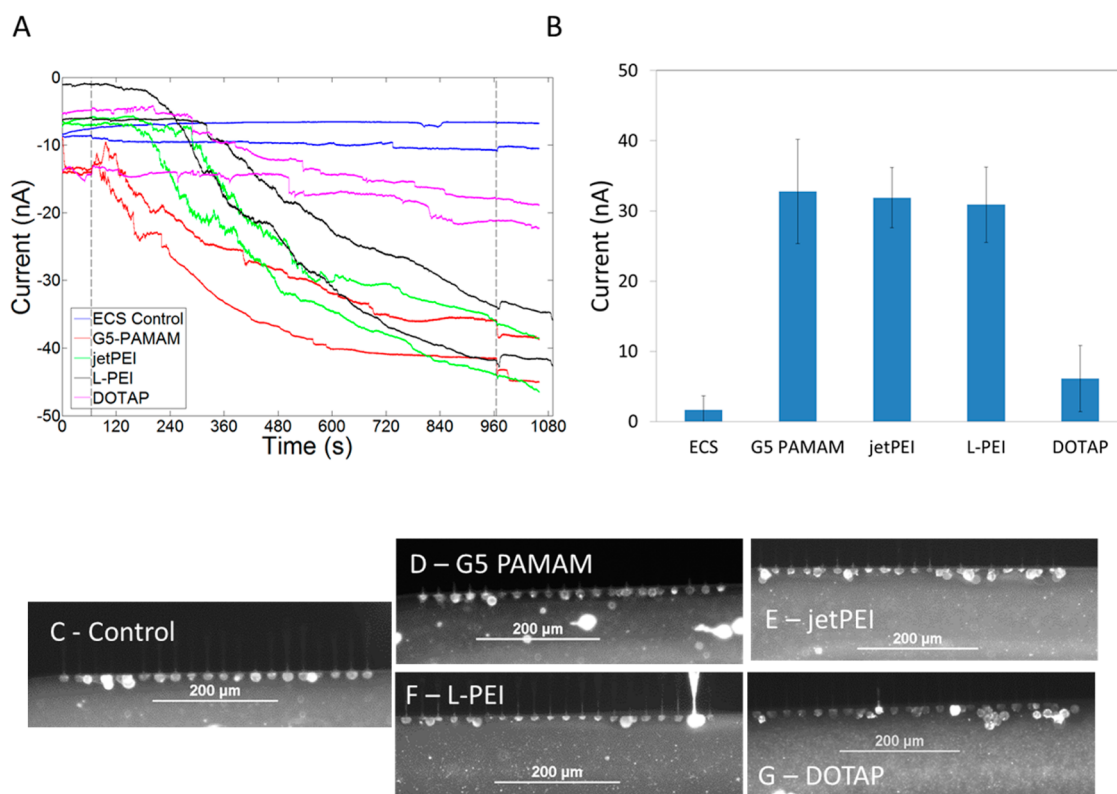 A
0
-10
-20
-30
-40
-50
Current (nA)
ECS Control
G5-PAMAM
jetPEI
L-PEI
DOTAP
0 120 240 360 480 600 720 840 960 1080
Time (s)
B
50
40
30
20
10
0
Current (nA)
ECS G5 PAMAM jetPEI L-PEI DOTAP
C - Control
200 µm
D – G5 PAMAM
200 µm
E – jetPEI
200 µm
F – L-PEI
200 µm
G – DOTAP
200 µm